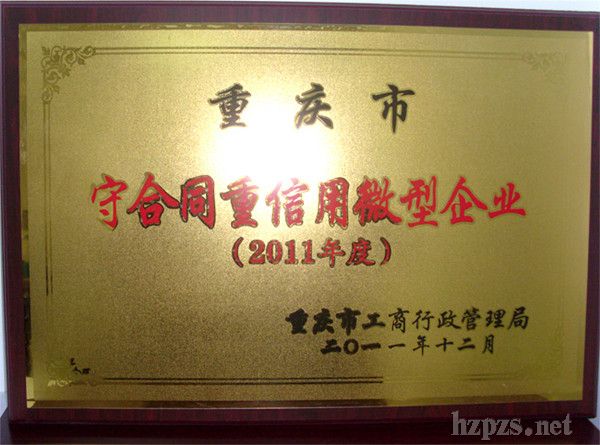 重庆市
守合同重信用微型企业
（2011年度）
重庆市工商行政管理局
二〇一一年十二月
hzpzs.net